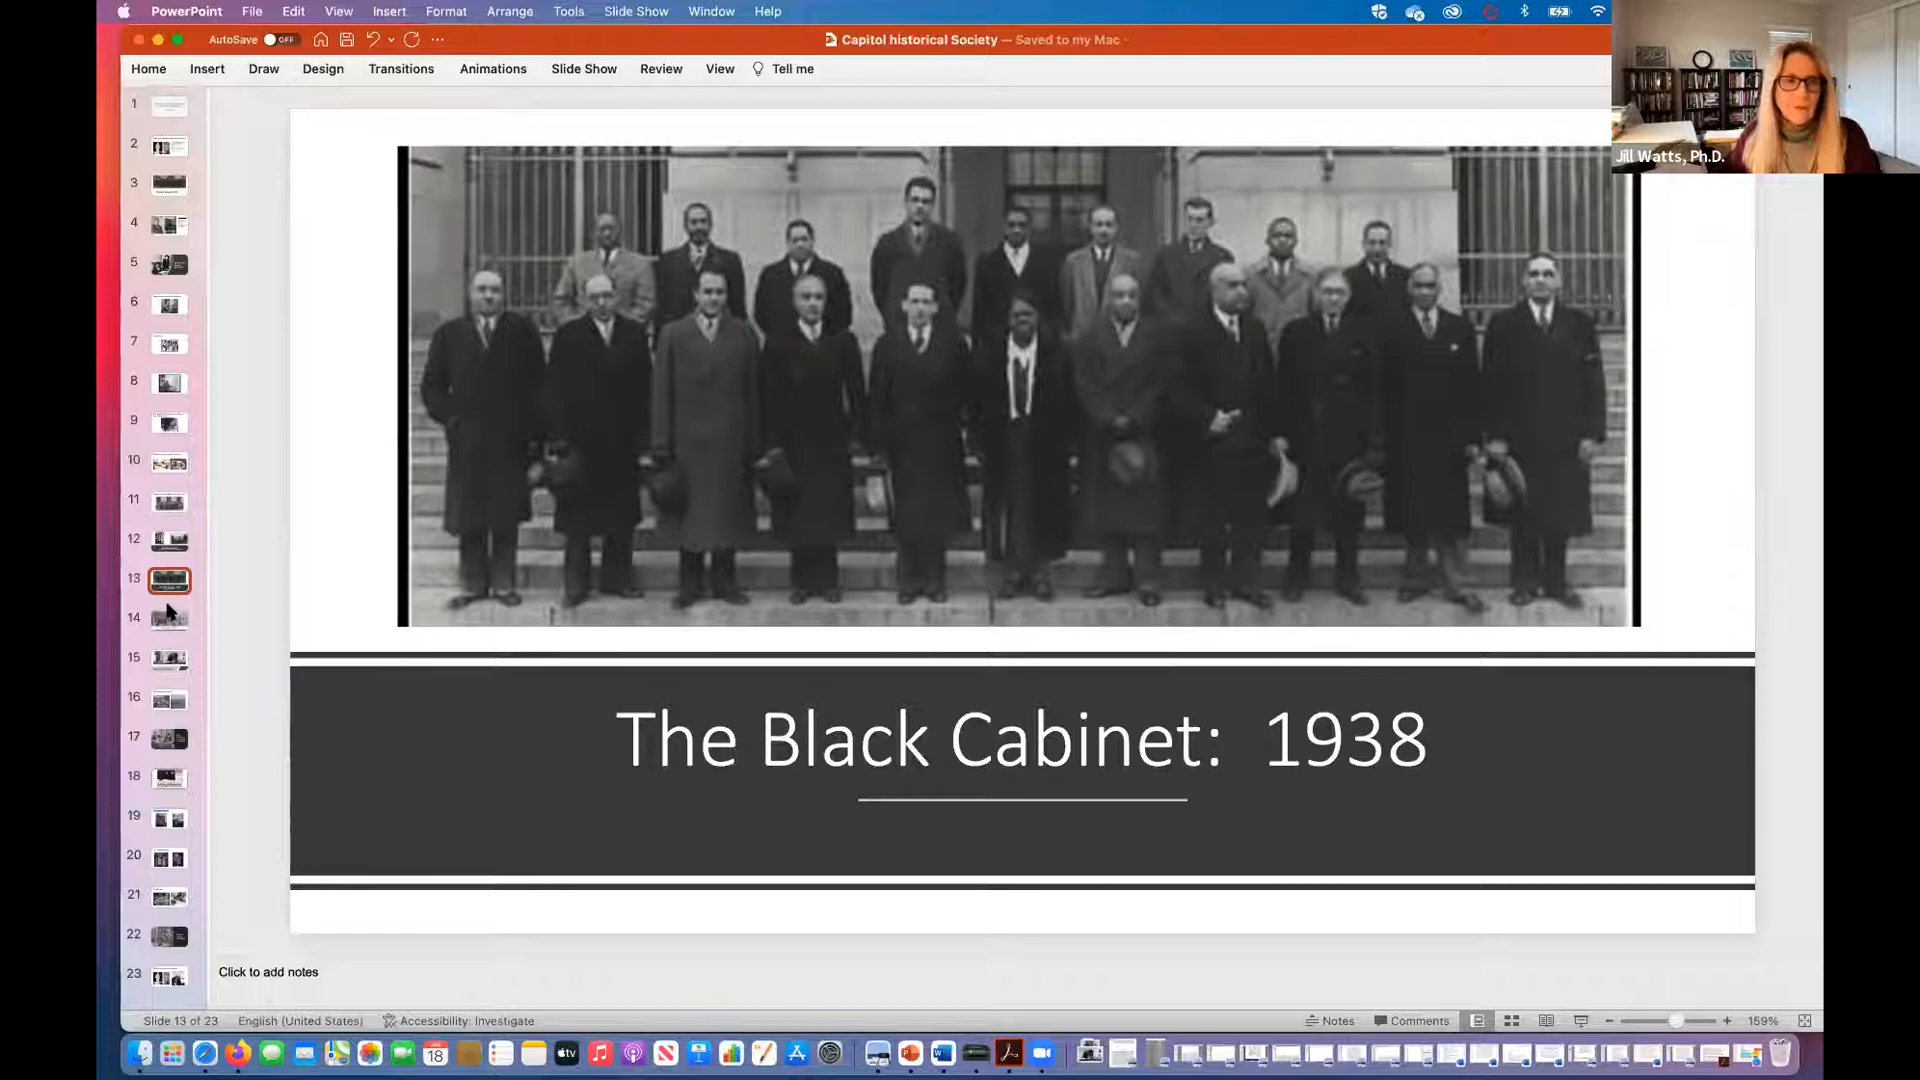 PowerPoint File Edit View Insert Format Arrange Tools Slide Show Window Help
AutoSave OFF
Capitol historical Society — Saved to my Mac
Home Insert Draw Design Transitions Animations Slide Show Review View Tell me
Jill Watts, Ph.D.
1
2
3
4
5
6
7
8
9
10
11
12
13
14
15
16
17
18
19
20
21
22
23
The Black Cabinet: 1938
Click to add notes
Slide 13 of 23 English (United States) Accessibility: Investigate Notes Comments 159%
18
tv